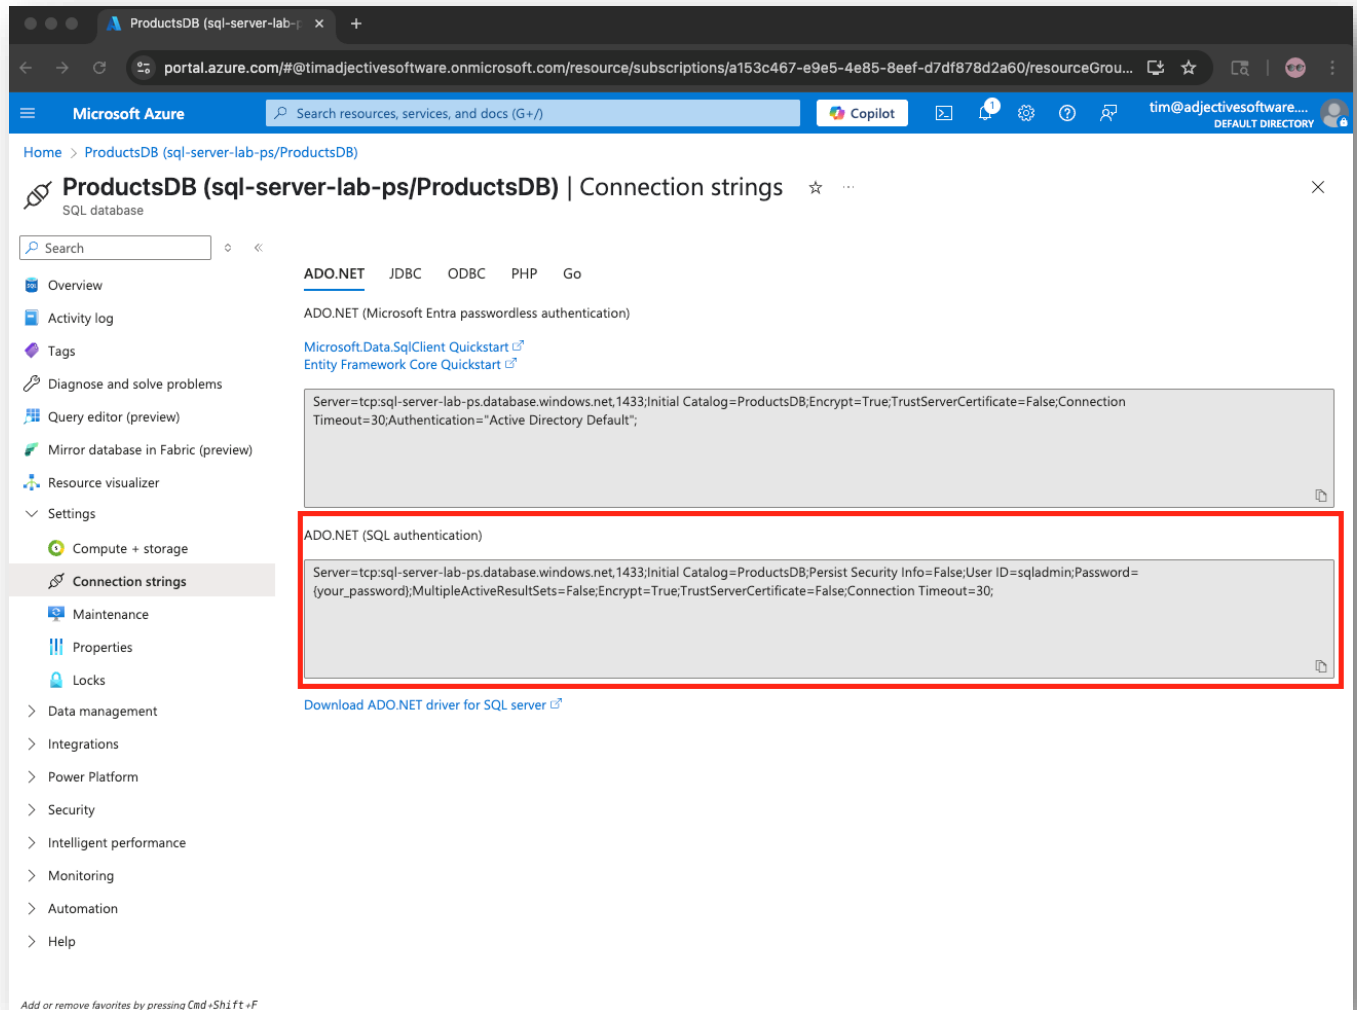 ProductsDB (sql-server-lab-p
portal.azure.com/#@timadjectivesoftware.onmicrosoft.com/resource/subscriptions/a153c467-e9e5-4e85-8eef-d7df878d2a60/resourceGrou...
Microsoft Azure
Search resources, services, and docs (G+/)
Copilot
1
tim@adjectivesoftware....
DEFAULT DIRECTORY
Home > ProductsDB (sql-server-lab-ps/ProductsDB)
ProductsDB (sql-server-lab-ps/ProductsDB) | Connection strings
SQL database
Search
Overview
Activity log
Tags
Diagnose and solve problems
Query editor (preview)
Mirror database in Fabric (preview)
Resource visualizer
Settings
Compute + storage
Connection strings
Maintenance
Properties
Locks
Data management
Integrations
Power Platform
Security
Intelligent performance
Monitoring
Automation
Help
Add or remove favorites by pressing Cmd+Shift+F
ADO.NET JDBC ODBC PHP Go
ADO.NET (Microsoft Entra passwordless authentication)
Microsoft.Data.SqlClient Quickstart
Entity Framework Core Quickstart
Server=tcp:sql-server-lab-ps.database.windows.net,1433;Initial Catalog=ProductsDB;Encrypt=True;TrustServerCertificate=False;Connection
Timeout=30;Authentication="Active Directory Default";
ADO.NET (SQL authentication)
Server=tcp:sql-server-lab-ps.database.windows.net,1433;Initial Catalog=ProductsDB;Persist Security Info=False;User ID=sqladmin;Password=
{your_password};MultipleActiveResultSets=False;Encrypt=True;TrustServerCertificate=False;Connection Timeout=30;
Download ADO.NET driver for SQL server